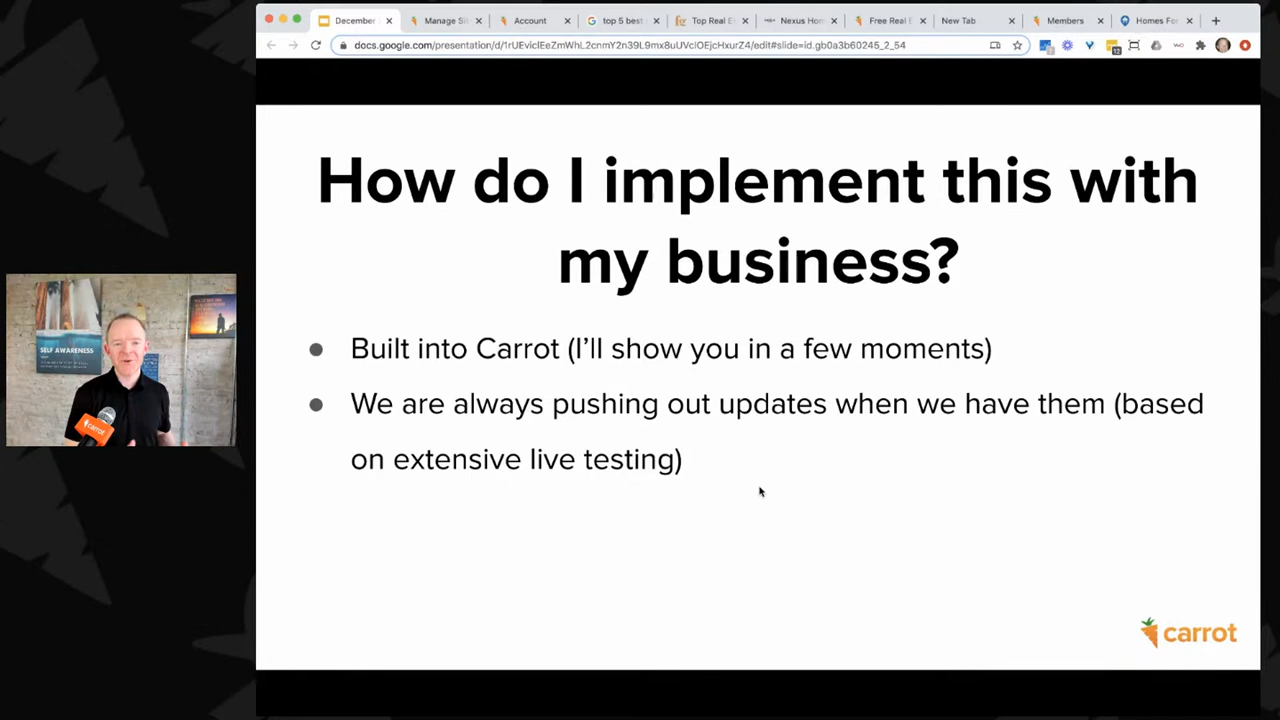 December
Manage Si
Account
top 5 best
Top Real E
Nexus Hom
Free Real E
New Tab
Members
Homes For
docs.google.com/presentation/d/1rUEviclEeZmWhL2cnmY2n39L9mx8uUVclOEjcHxurZ4/edit#slide=id.gb0a3b60245_2_54
How do I implement this with
my business?
● Built into Carrot (I’ll show you in a few moments)
● We are always pushing out updates when we have them (based
on extensive live testing)
SELF AWARENESS
carrot
carrot